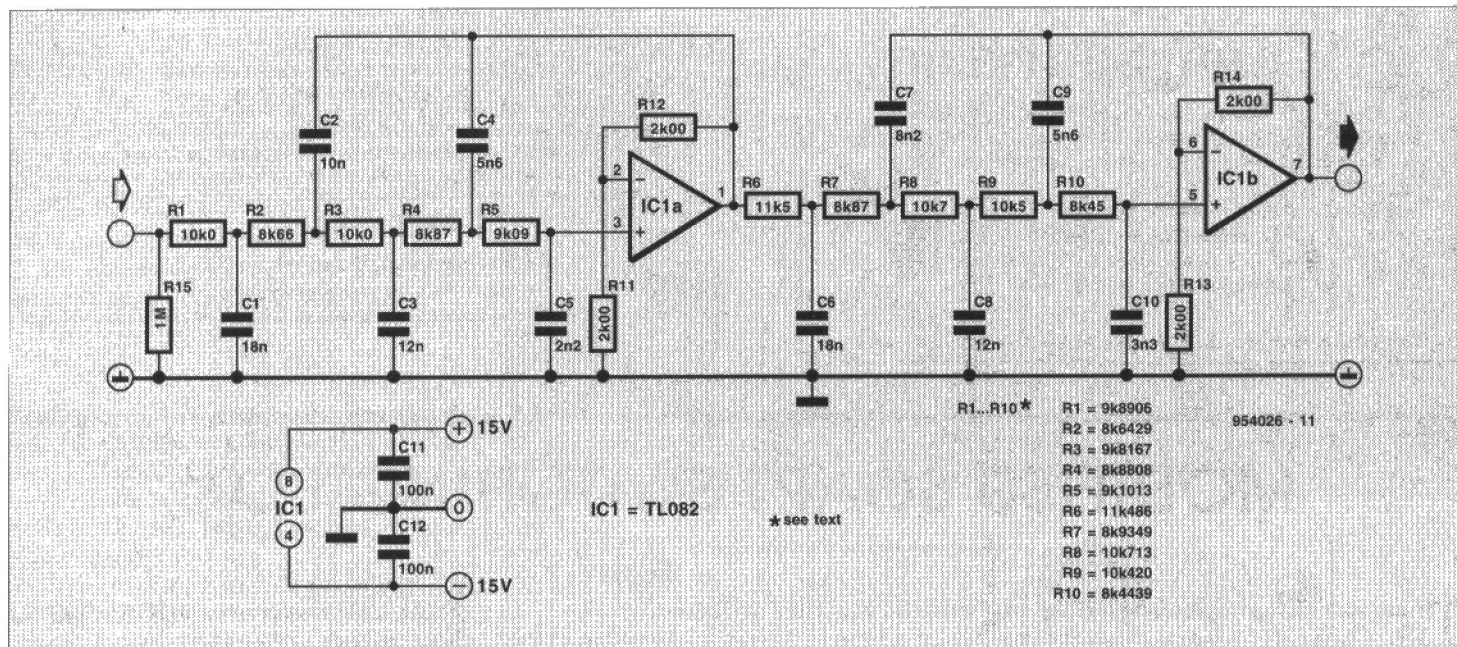 C2
10n
C4
5n6
R12
2k00
C7
8n2
C9
5n6
R14
2k00
R1
10k0
R2
8k66
R3
10k0
R4
8k87
R5
9k09
2
−
3
+
IC1a
1
R6
11k5
R7
8k87
R8
10k7
R9
10k5
R10
8k45
6
−
5
+
IC1b
7
R15
1M
C1
18n
C3
12n
C5
2n2
R11
2k00
C6
18n
C8
12n
C10
3n3
R13
2k00
+ 15V
C11
100n
0
C12
100n
− 15V
8
IC1
4
IC1 = TL082
* see text
R1...R10 *
R1 = 9k8906
R2 = 8k6429
R3 = 9k8167
R4 = 8k8808
R5 = 9k1013
R6 = 11k486
R7 = 8k9349
R8 = 10k713
R9 = 10k420
R10 = 8k4439
954026 - 11